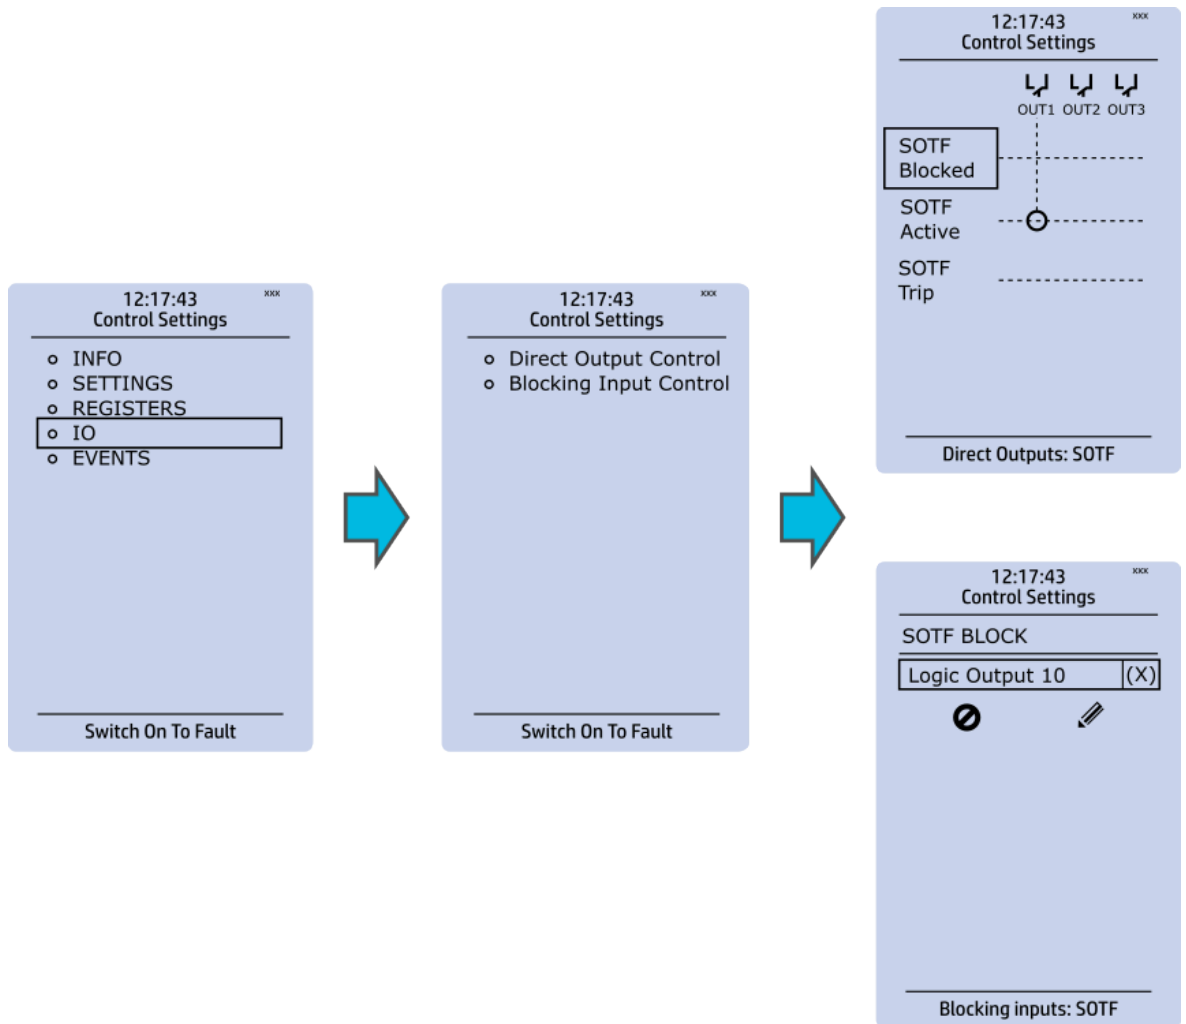 12:17:43 xxx
Control Settings
INFO
SETTINGS
REGISTERS
IO
EVENTS
Switch On To Fault
12:17:43 xxx
Control Settings
Direct Output Control
Blocking Input Control
Switch On To Fault
12:17:43 xxx
Control Settings
OUT1 OUT2 OUT3
SOTF
Blocked
SOTF
Active
SOTF
Trip
Direct Outputs: SOTF
12:17:43 xxx
Control Settings
SOTF BLOCK
Logic Output 10 (X)
Blocking inputs: SOTF